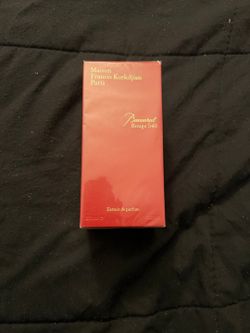 Maison
Francis Kurkdjian
Paris
Baccarat
Rouge 540
Extrait de parfum